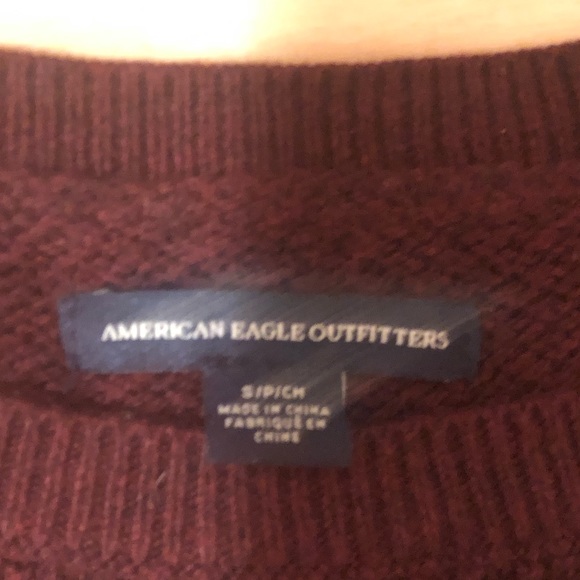 AMERICAN EAGLE OUTFITTERS
S/P/CH
MADE IN CHINA
FABRIQUÉ EN
CHINE